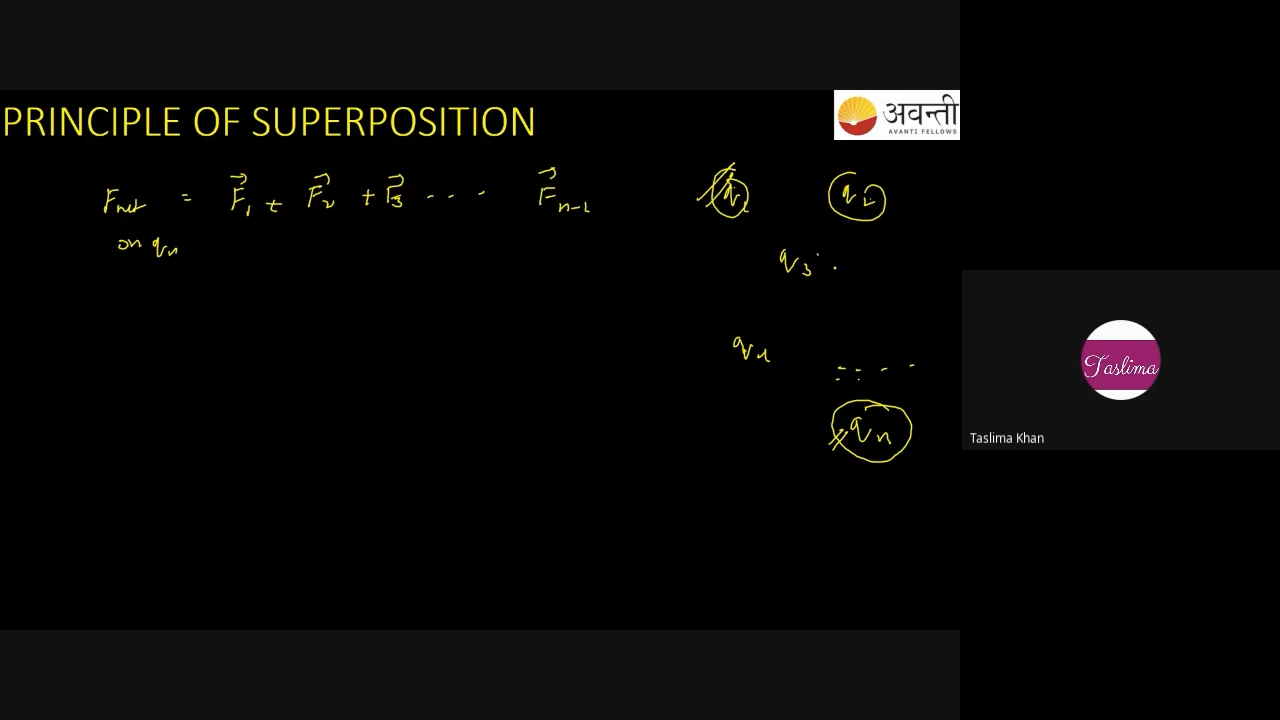 PRINCIPLE OF SUPERPOSITION
अवन्ती
AVANTI FELLOWS
Fnet = F⃗₁ + F⃗₂ + F⃗₃ ---- F⃗ₙ₋₁
on qₙ
q₁ q₂
q₃
q₄
qₙ
Taslima
Taslima Khan